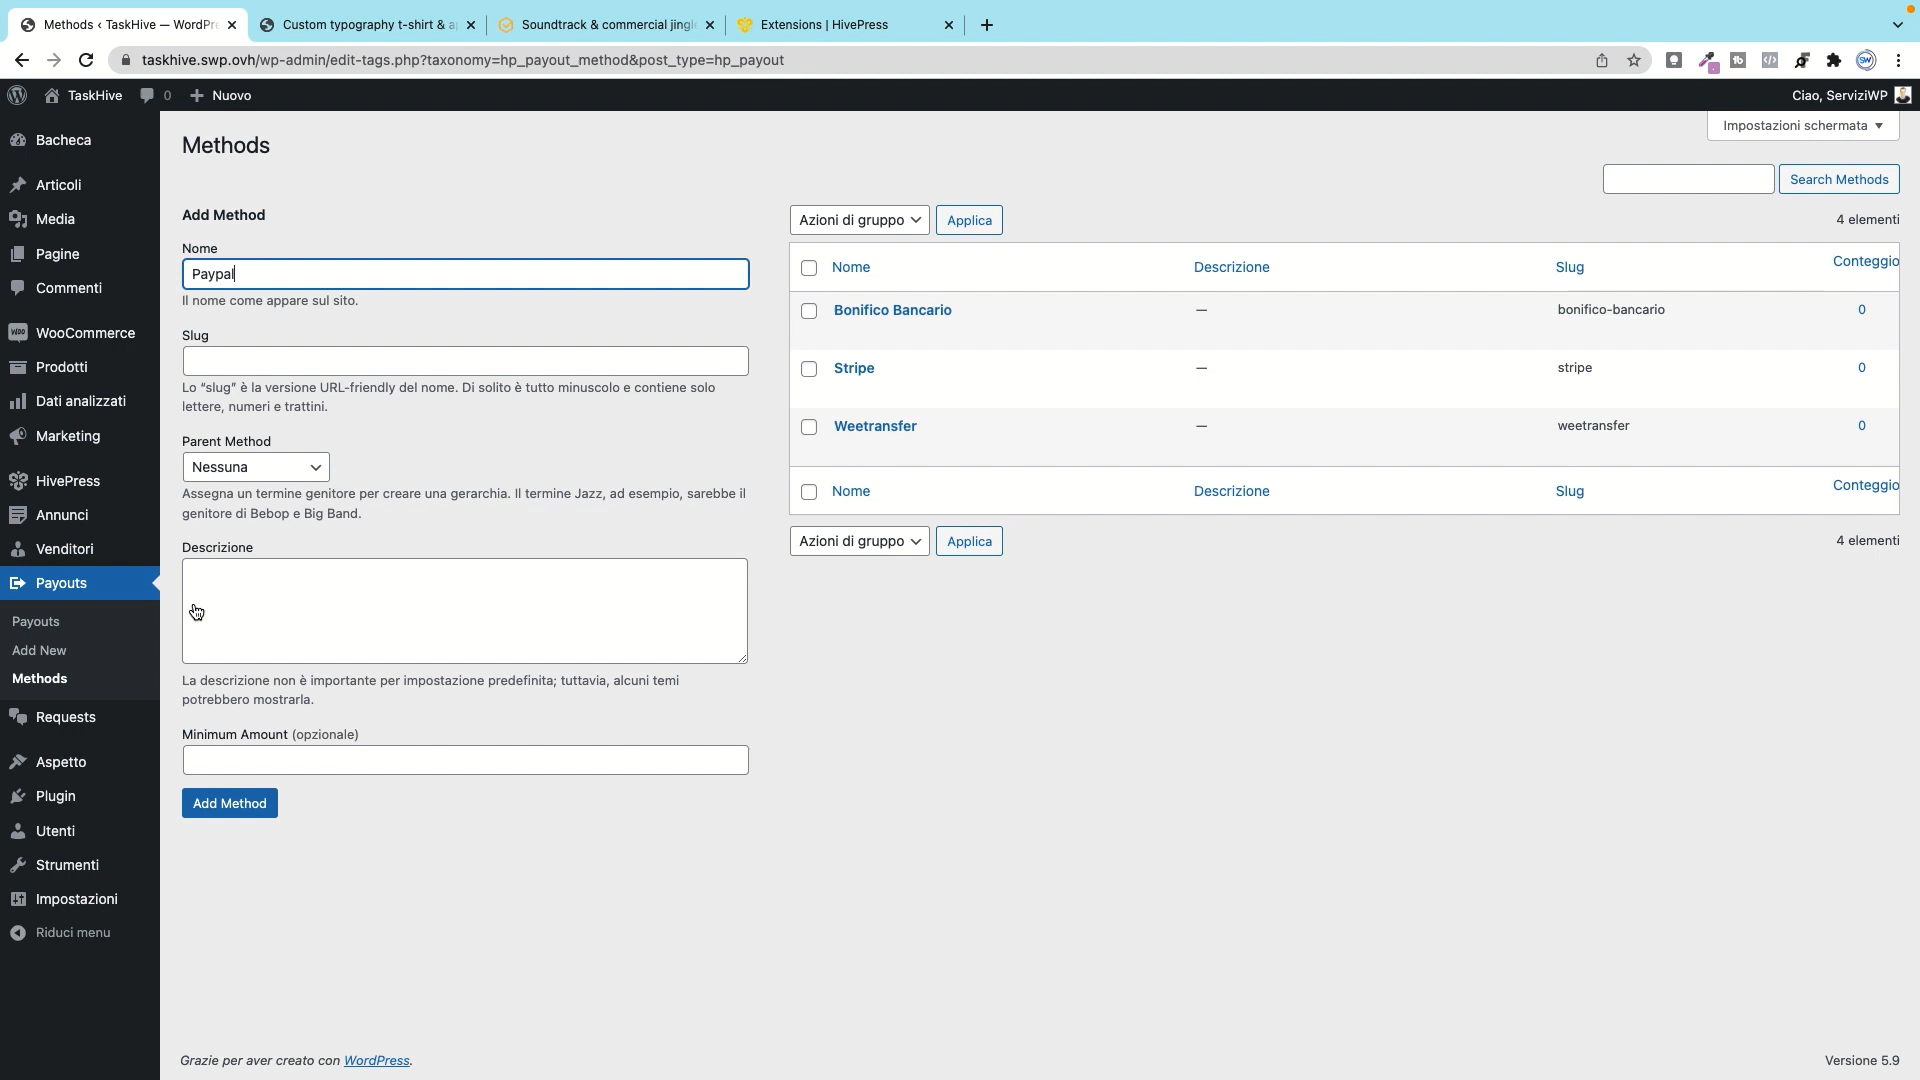 Methods ‹ TaskHive — WordPr
Custom typography t-shirt & a
Soundtrack & commercial jingl
Extensions | HivePress
taskhive.swp.ovh/wp-admin/edit-tags.php?taxonomy=hp_payout_method&post_type=hp_payout
TaskHive
0
Nuovo
Ciao, ServiziWP
Bacheca
Articoli
Media
Pagine
Commenti
WooCommerce
Prodotti
Dati analizzati
Marketing
HivePress
Annunci
Venditori
Payouts
Payouts
Add New
Methods
Requests
Aspetto
Plugin
Utenti
Strumenti
Impostazioni
Riduci menu
Impostazioni schermata
Methods
Search Methods
Add Method
Nome
Paypal
Il nome come appare sul sito.
Slug
Lo “slug” è la versione URL-friendly del nome. Di solito è tutto minuscolo e contiene solo
lettere, numeri e trattini.
Parent Method
Nessuna
Assegna un termine genitore per creare una gerarchia. Il termine Jazz, ad esempio, sarebbe il
genitore di Bebop e Big Band.
Descrizione
La descrizione non è importante per impostazione predefinita; tuttavia, alcuni temi
potrebbero mostrarla.
Minimum Amount (opzionale)
Add Method
Azioni di gruppo
Applica
4 elementi
Nome Descrizione Slug Conteggio
Bonifico Bancario — bonifico-bancario 0
Stripe — stripe 0
Weetransfer — weetransfer 0
Nome Descrizione Slug Conteggio
Azioni di gruppo
Applica
4 elementi
Grazie per aver creato con WordPress.
Versione 5.9